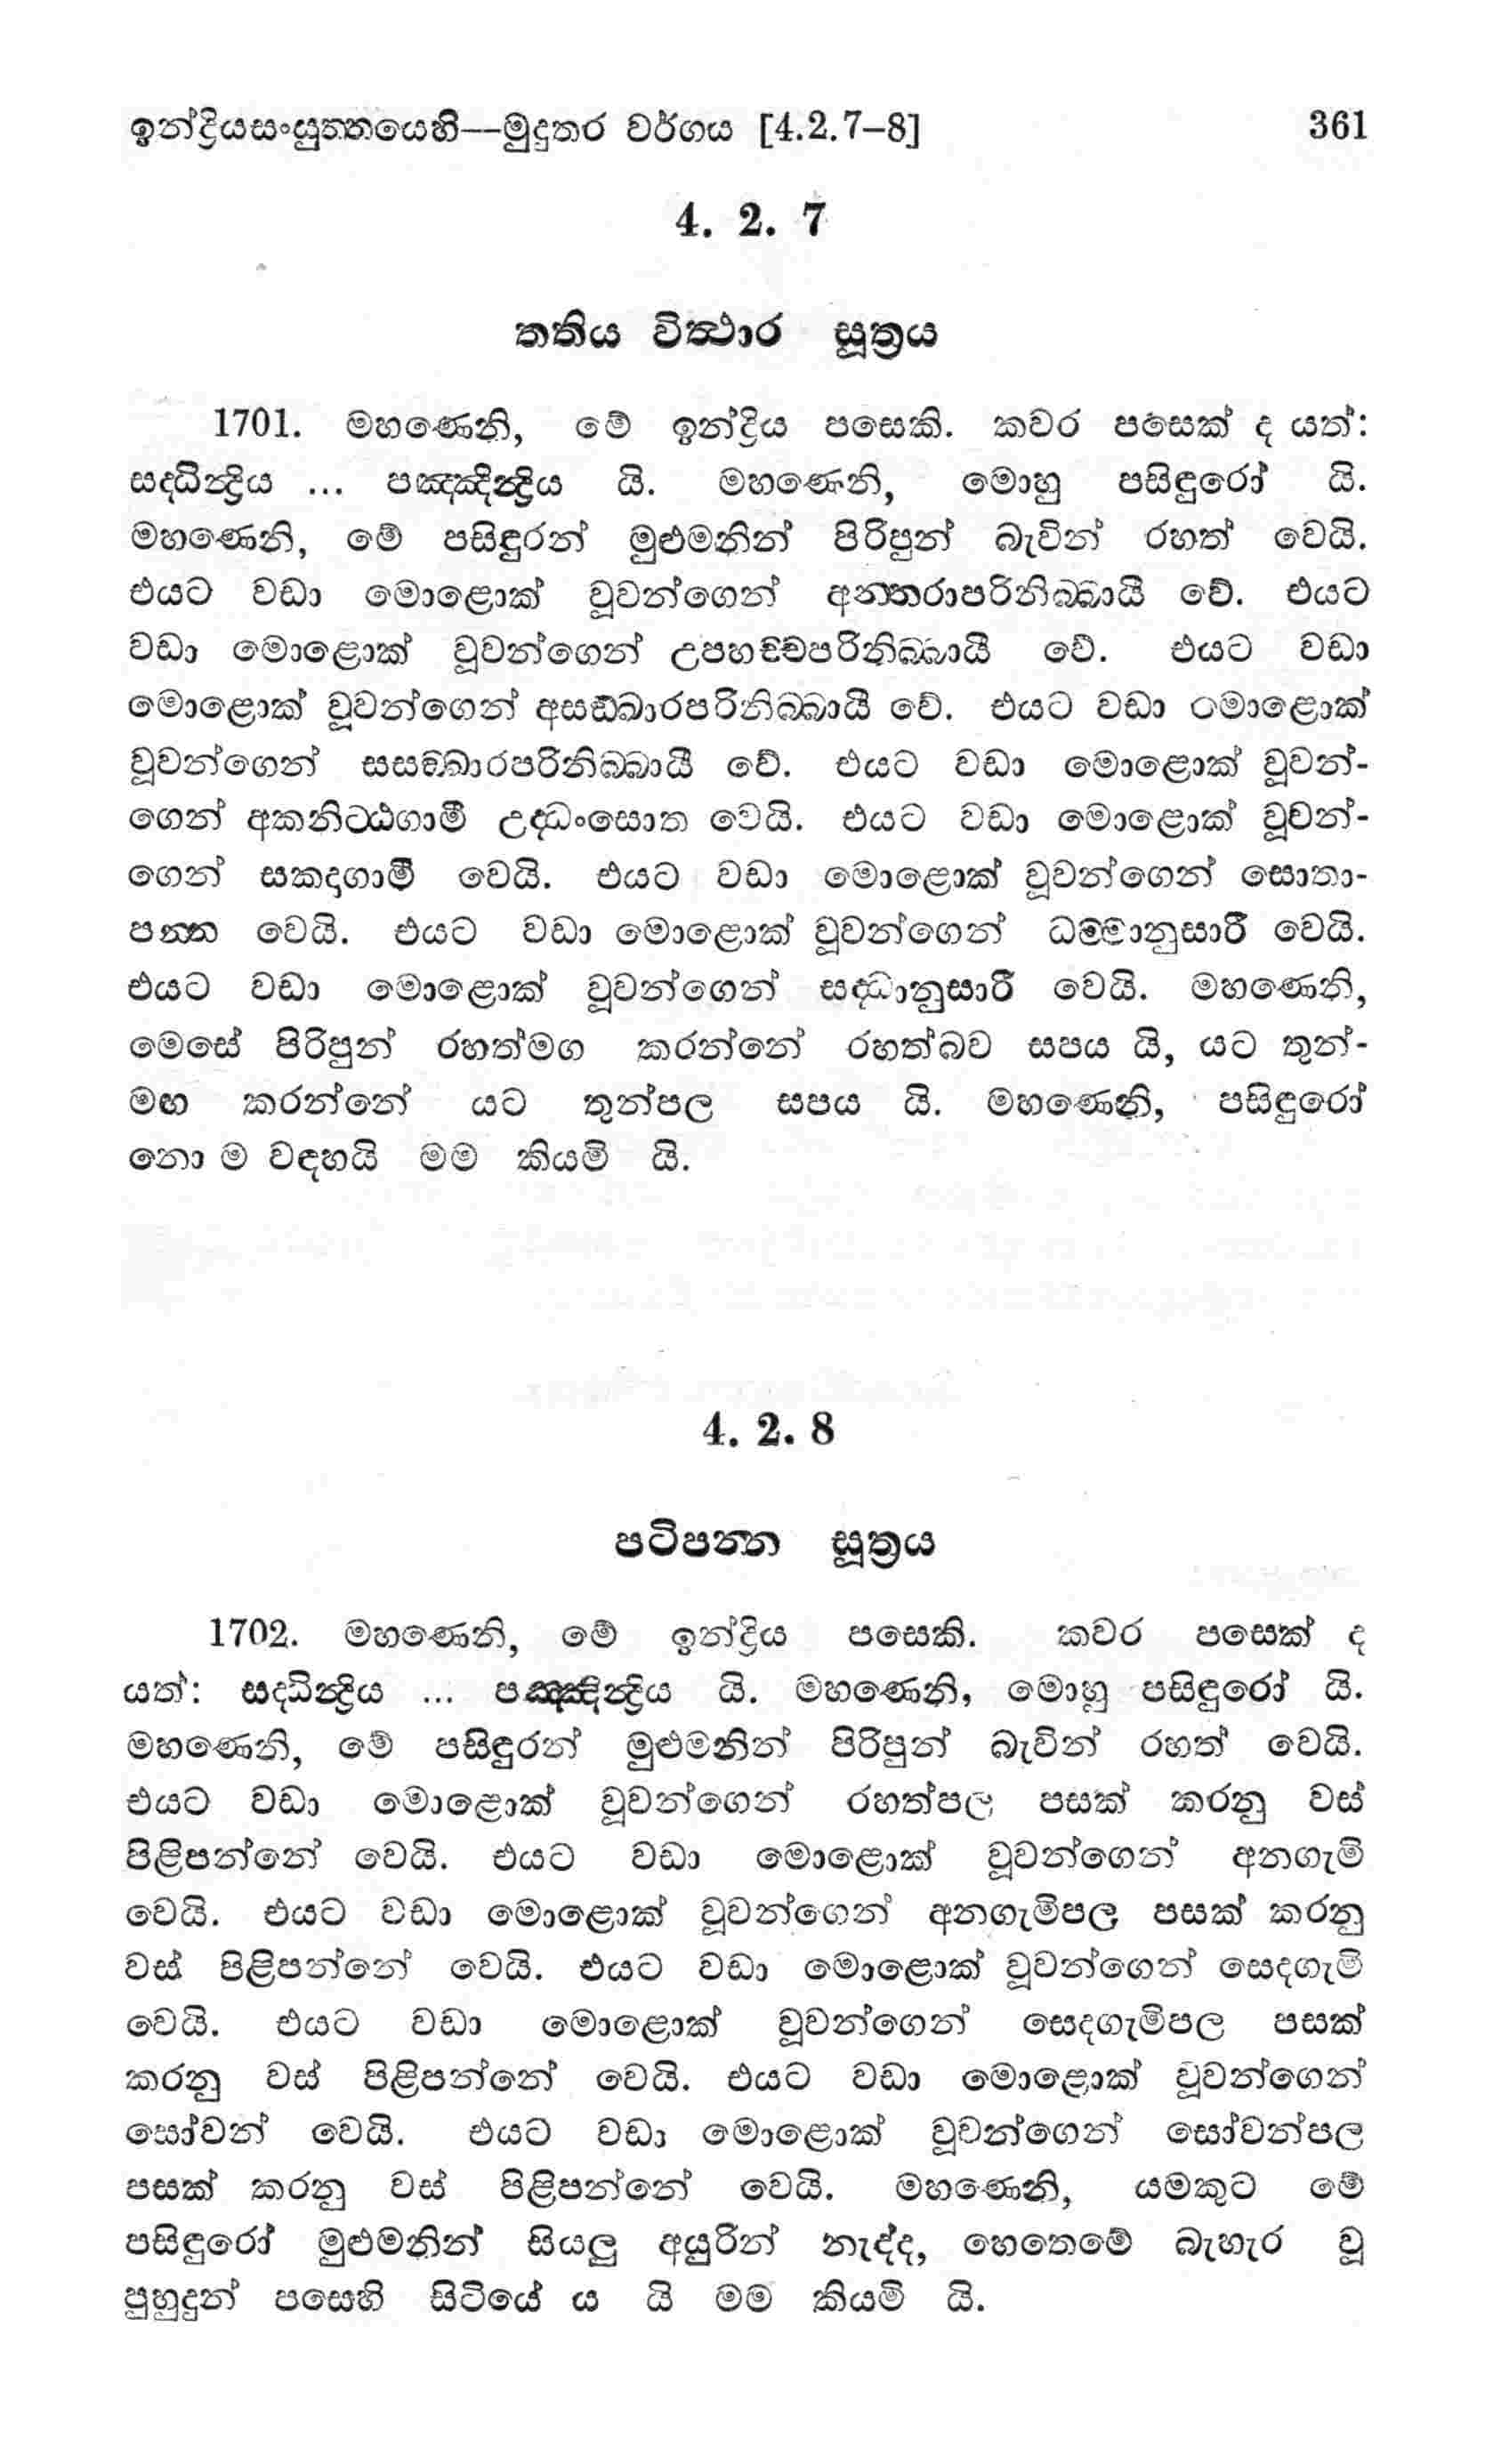 ඉන්ද්‍රියසංයුත්තයෙහි—මුදුතර වර්ගය [4.2.7–8] 361
4. 2. 7
තතිය විත්ථාර සූත්‍රය
1701. මහණෙනි, මේ ඉන්ද්‍රිය පසෙකි. කවර පසෙක් ද යත්:
සද්ධින්ද්‍රිය ... පඤ්ඤින්ද්‍රිය යි. මහණෙනි, මොහු පසිඳුරෝ යි.
මහණෙනි, මේ පසිඳුරන් මුළුමනින් පිරිපුන් බැවින් රහත් වෙයි.
එයට වඩා මොළොක් වූවන්ගෙන් අන්තරාපරිනිබ්බායී වේ. එයට
වඩා මොළොක් වූවන්ගෙන් උපහච්චපරිනිබ්බායී වේ. එයට වඩා
මොළොක් වූවන්ගෙන් අසඞ්ඛාරපරිනිබ්බායී වේ. එයට වඩා මොළොක්
වූවන්ගෙන් සසඞ්ඛාරපරිනිබ්බායී වේ. එයට වඩා මොළොක් වූවන්-
ගෙන් අකනිට්ඨගාමී උද්ධංසොත වෙයි. එයට වඩා මොළොක් වූවන්-
ගෙන් සකදාගාමී වෙයි. එයට වඩා මොළොක් වූවන්ගෙන් සොතා-
පන්න වෙයි. එයට වඩා මොළොක් වූවන්ගෙන් ධම්මානුසාරී වෙයි.
එයට වඩා මොළොක් වූවන්ගෙන් සද්ධානුසාරී වෙයි. මහණෙනි,
මෙසේ පිරිපුන් රහත්මග කරන්නේ රහත්බව සපය යි, යට තුන්-
මඟ කරන්නේ යට තුන්පල සපය යි. මහණෙනි, පසිඳුරෝ
නො ම වඳහයි මම කියමි යි.
4. 2. 8
පටිපන්න සූත්‍රය
1702. මහණෙනි, මේ ඉන්ද්‍රිය පසෙකි. කවර පසෙක් ද
යත්: සද්ධින්ද්‍රිය ... පඤ්ඤින්ද්‍රිය යි. මහණෙනි, මොහු පසිඳුරෝ යි.
මහණෙනි, මේ පසිඳුරන් මුළුමනින් පිරිපුන් බැවින් රහත් වෙයි.
එයට වඩා මොළොක් වූවන්ගෙන් රහත්පල පසක් කරනු වස්
පිළිපන්නේ වෙයි. එයට වඩා මොළොක් වූවන්ගෙන් අනගැමි
වෙයි. එයට වඩා මොළොක් වූවන්ගෙන් අනගැමිපල පසක් කරනු
වස් පිළිපන්නේ වෙයි. එයට වඩා මොළොක් වූවන්ගෙන් සෙදගැමි
වෙයි. එයට වඩා මොළොක් වූවන්ගෙන් සෙදගැමිපල පසක්
කරනු වස් පිළිපන්නේ වෙයි. එයට වඩා මොළොක් වූවන්ගෙන්
සෝවන් වෙයි. එයට වඩා මොළොක් වූවන්ගෙන් සෝවන්පල
පසක් කරනු වස් පිළිපන්නේ වෙයි. මහණෙනි, යමකුට මේ
පසිඳුරෝ මුළුමනින් සියලු අයුරින් නැද්ද, හෙතෙමේ බැහැර වූ
පුහුදුන් පසෙහි සිටියේ ය යි මම කියමි යි.